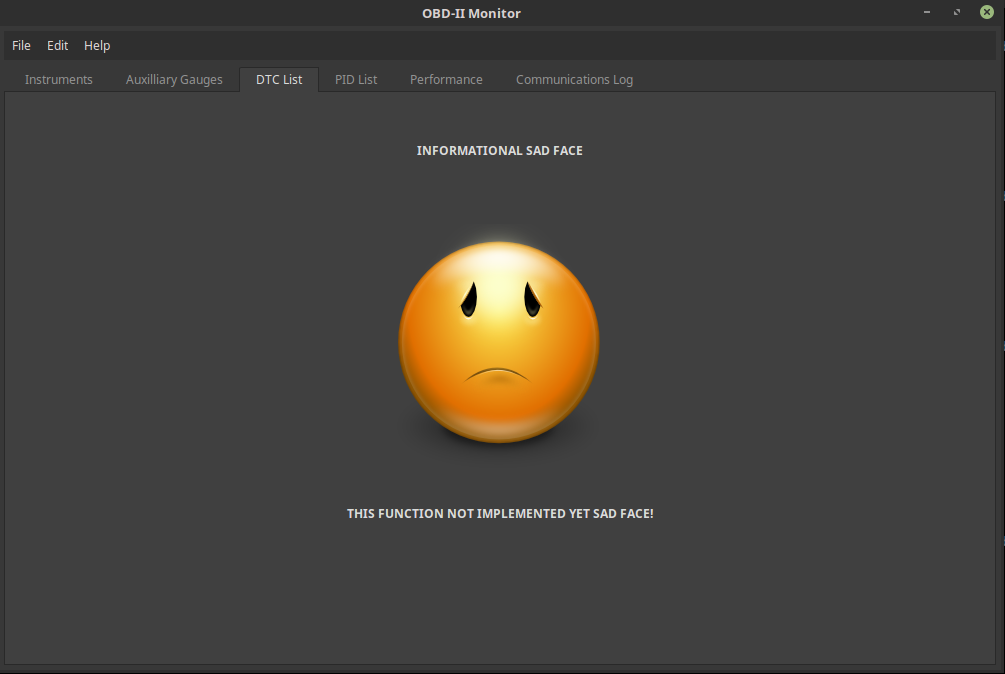 OBD-II Monitor
File Edit Help
Instruments Auxilliary Gauges DTC List PID List Performance Communications Log
INFORMATIONAL SAD FACE
THIS FUNCTION NOT IMPLEMENTED YET SAD FACE!